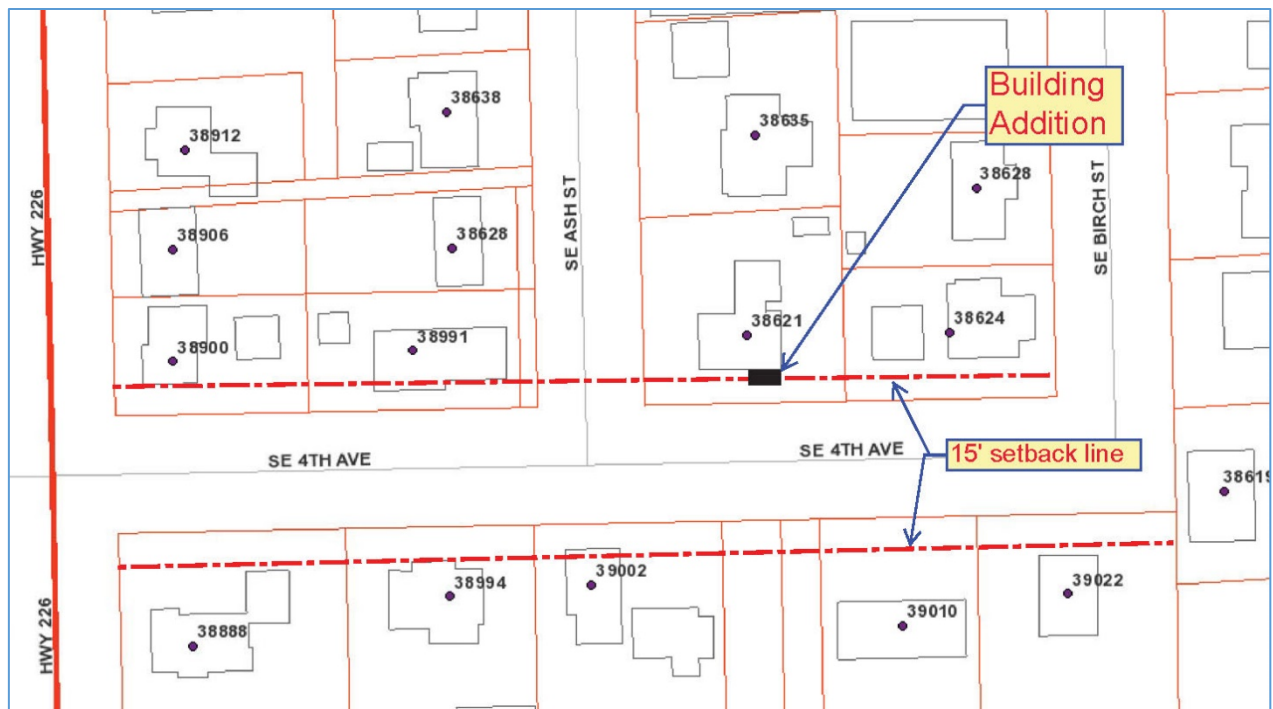 Building
Addition
38638
38635
38912
38628
38906
38628
HWY 226
SE ASH ST
SE BIRCH ST
38621
38624
38900
38991
SE 4TH AVE
SE 4TH AVE
15' setback line
38619
39002
38994
39022
39010
38888
HWY 226